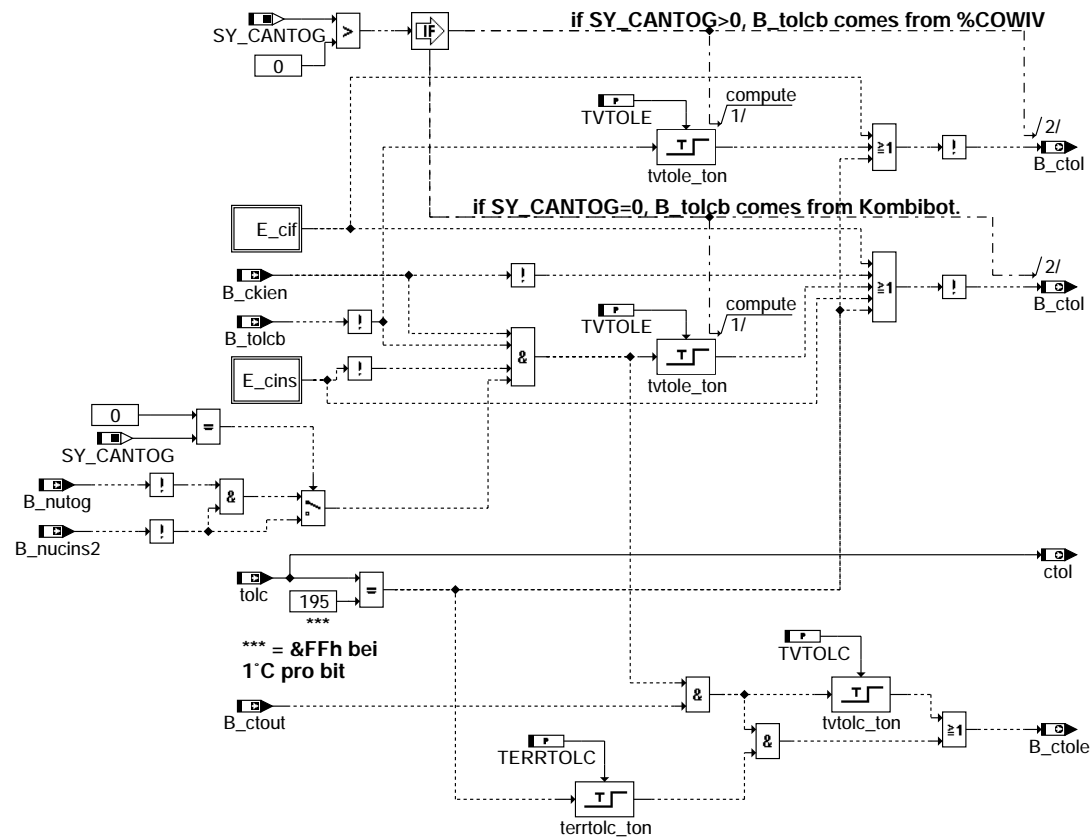 if SY_CANTOG>0, B_tolcb comes from %COWIV
SY_CANTOG
>
IF
0
compute
P
1/
TVTOLE
2/
T
≥1
!
B_ctol
tvtole_ton
if SY_CANTOG=0, B_tolcb comes from Kombibot.
E_cif
2/
B_ckien
!
≥1
!
B_ctol
compute
P
1/
TVTOLE
B_tolcb
!
&
T
tvtole_ton
E_cins
!
0
=
SY_CANTOG
B_nutog
!
&
B_nucins2
!
tolc
ctol
195
=
***
*** = &FFh bei
1°C pro bit
P
TVTOLC
&
T
B_ctout
tvtolc_ton
≥1
&
B_ctole
P
TERRTOLC
T
terrtolc_ton